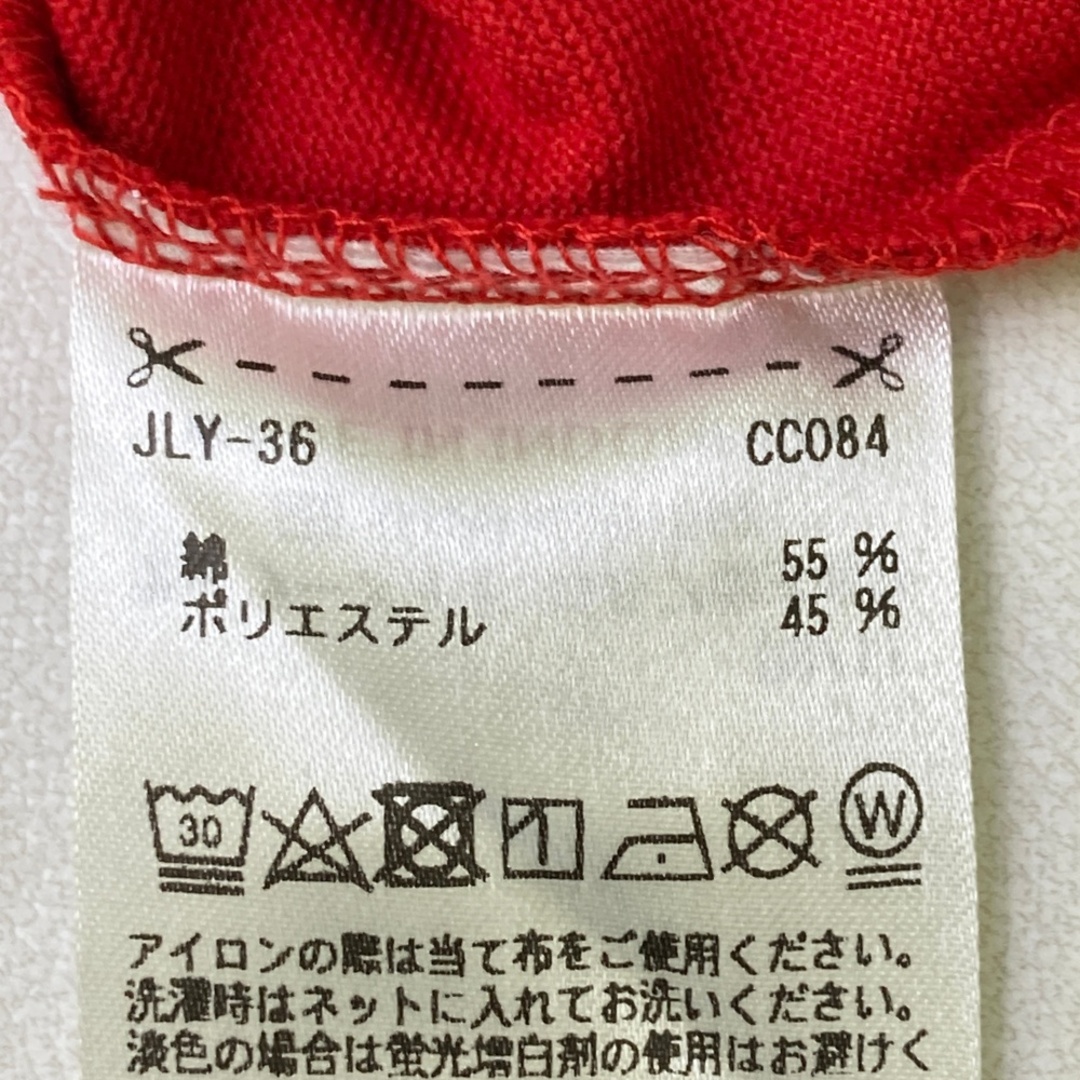 JLY-36 CC084
綿 55 %
ポリエステル 45 %
30 W
アイロンの際は当て布をご使用ください。
洗濯時はネットに入れてお洗いください。
淡色の場合は蛍光増白剤の使用はお避けく